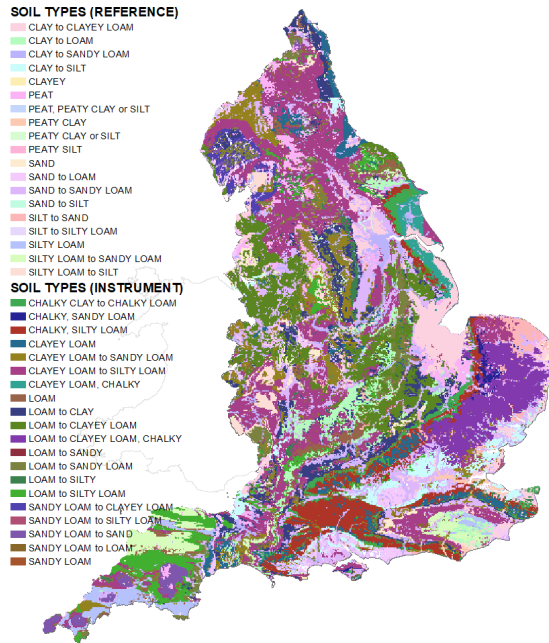 SOIL TYPES (REFERENCE)
CLAY to CLAYEY LOAM
CLAY to LOAM
CLAY to SANDY LOAM
CLAY to SILT
CLAYEY
PEAT
PEAT, PEATY CLAY or SILT
PEATY CLAY
PEATY CLAY or SILT
PEATY SILT
SAND
SAND to LOAM
SAND to SANDY LOAM
SAND to SILT
SILT to SAND
SILT to SILTY LOAM
SILTY LOAM
SILTY LOAM to SANDY LOAM
SILTY LOAM to SILT
SOIL TYPES (INSTRUMENT)
CHALKY CLAY to CHALKY LOAM
CHALKY, SANDY LOAM
CHALKY, SILTY LOAM
CLAYEY LOAM
CLAYEY LOAM to SANDY LOAM
CLAYEY LOAM to SILTY LOAM
CLAYEY LOAM, CHALKY
LOAM
LOAM to CLAY
LOAM to CLAYEY LOAM
LOAM to CLAYEY LOAM, CHALKY
LOAM to SANDY
LOAM to SANDY LOAM
LOAM to SILTY
LOAM to SILTY LOAM
SANDY LOAM to CLAYEY LOAM
SANDY LOAM to SILTY LOAM
SANDY LOAM to SAND
SANDY LOAM to LOAM
SANDY LOAM